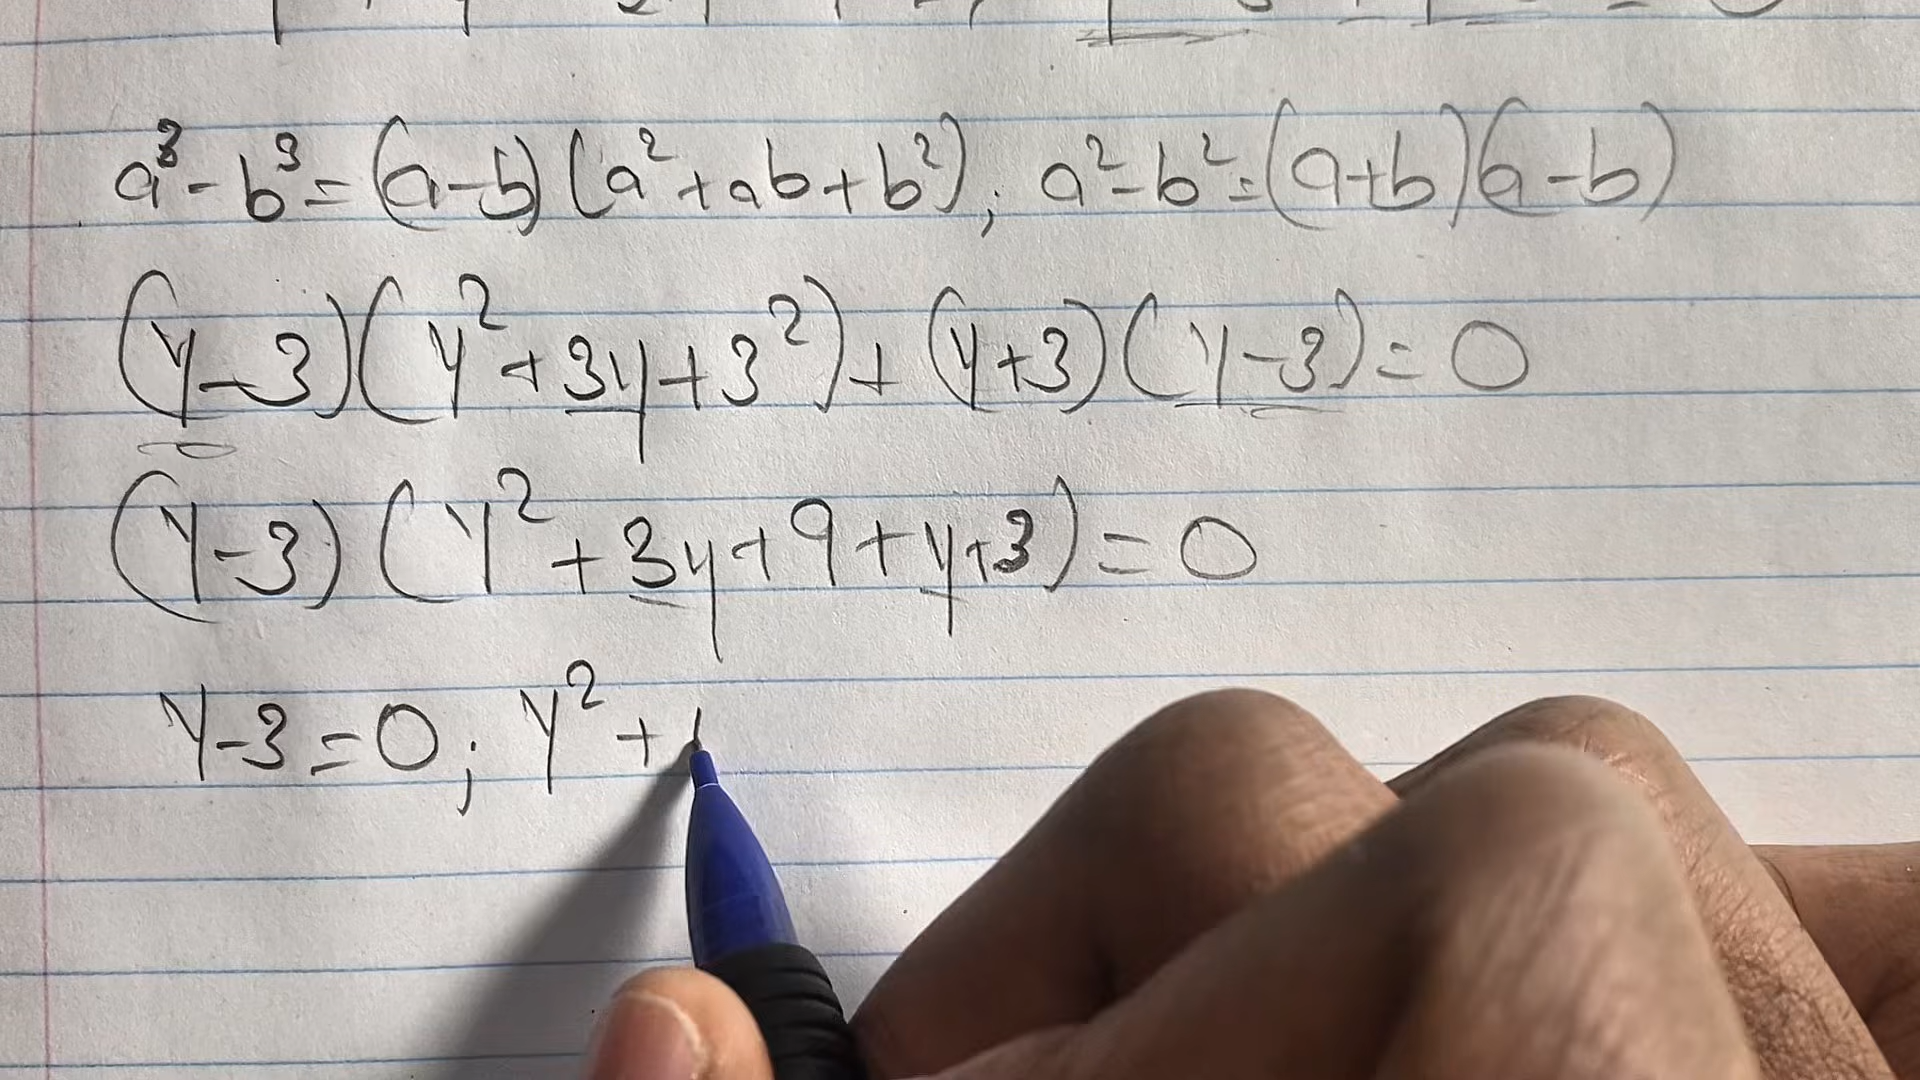 a³ - b³ = (a-b) (a² + ab + b²) ; a² - b² = (a+b)(a-b)
(y-3)(y² + 3y + 3²) + (y+3)(y-3) = 0
(y-3) (y² + 3y + 9 + y+3) = 0
y-3 = 0 ; y² +